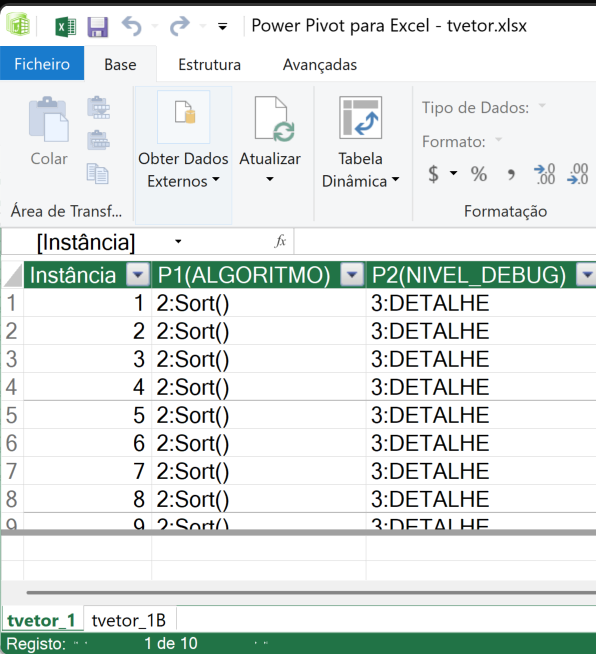 Power Pivot para Excel - tvetor.xlsx
Ficheiro Base Estrutura Avançadas
Colar
Obter Dados Externos
Atualizar
Tabela Dinâmica
Tipo de Dados:
Formato:
$ % , .00 .00
Área de Transf...
Formatação
[Instância] fx
Instância P1(ALGORITMO) P2(NIVEL_DEBUG)
1 1 2:Sort() 3:DETALHE
2 2 2:Sort() 3:DETALHE
3 3 2:Sort() 3:DETALHE
4 4 2:Sort() 3:DETALHE
5 5 2:Sort() 3:DETALHE
6 6 2:Sort() 3:DETALHE
7 7 2:Sort() 3:DETALHE
8 8 2:Sort() 3:DETALHE
9 9 2:Sort() 3:DETALHE
tvetor_1 tvetor_1B
Registo: 1 de 10